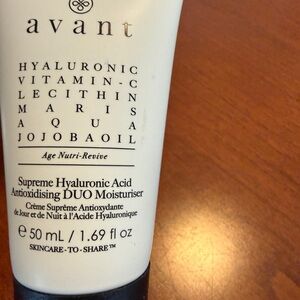 avant
HYALURONIC
VITAMIN-C
LECITHIN
MARIS
AQUA
JOJOBAOIL
Age Nutri-Revive
Supreme Hyaluronic Acid
Antioxidising DUO Moisturiser
Crème Suprême Antioxydante
de Jour et de Nuit à l'Acide Hyaluronique
e 50 mL / 1.69 fl oz
SKINCARE-TO-SHARE™